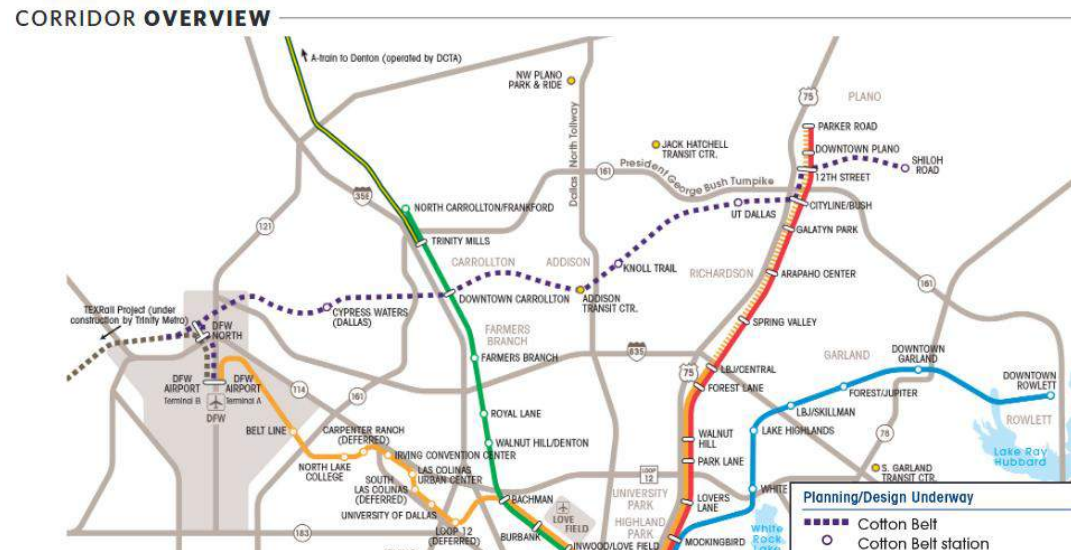 CORRIDOR OVERVIEW
A-train to Denton (operated by DCTA)
NW PLANO
PARK & RIDE
75
PLANO
Dallas North Tollway
PARKER ROAD
JACK HATCHELL
TRANSIT CTR.
DOWNTOWN PLANO
161
President George Bush Turnpike
12TH STREET
SHILOH
ROAD
35E
NORTH CARROLLTON/FRANKFORD
UT DALLAS
CITYLINE/BUSH
121
GALATYN PARK
TRINITY MILLS
CARROLLTON
ADDISON
KNOLL TRAIL
RICHARDSON
ARAPAHO CENTER
161
DOWNTOWN CARROLLTON
ADDISON
TRANSIT CTR.
TEXRail Project (under
construction by Trinity Metro)
CYPRESS WATERS
(DALLAS)
SPRING VALLEY
DFW
NORTH
FARMERS
BRANCH
635
GARLAND
DOWNTOWN
GARLAND
FARMERS BRANCH
75
LBJ/CENTRAL
DFW
AIRPORT
Terminal B
DFW
AIRPORT
Terminal A
114
161
FOREST LANE
FOREST/JUPITER
DOWNTOWN
ROWLETT
DFW
ROYAL LANE
LBJ/SKILLMAN
ROWLETT
BELT LINE
CARPENTER RANCH
(DEFERRED)
WALNUT
HILL
LAKE HIGHLANDS
78
WALNUT HILL/DENTON
IRVING CONVENTION CENTER
Lake Ray
Hubbard
NORTH LAKE
COLLEGE
LAS COLINAS
URBAN CENTER
LOOP
12
PARK LANE
S. GARLAND
TRANSIT CTR.
SOUTH
LAS COLINAS
(DEFERRED)
UNIVERSITY OF DALLAS
BACHMAN
UNIVERSITY
PARK
LOVERS
LANE
WHITE
Planning/Design Underway
LOVE
FIELD
HIGHLAND
PARK
Cotton Belt
183
LOOP 12
(DEFERRED)
BURBANK
INWOOD/LOVE FIELD
MOCKINGBIRD
White
Rock
Lake
Cotton Belt station